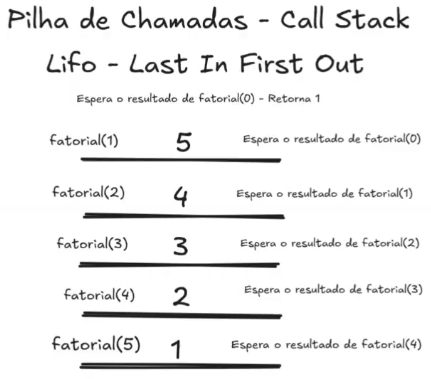 Pilha de Chamadas - Call Stack
Lifo - Last In First Out
Espera o resultado de fatorial(0) - Retorna 1
fatorial(1) 5 Espera o resultado de fatorial(0)
fatorial(2) 4 Espera o resultado de fatorial(1)
fatorial(3) 3 Espera o resultado de fatorial(2)
fatorial(4) 2 Espera o resultado de fatorial(3)
fatorial(5) 1 Espera o resultado de fatorial(4)